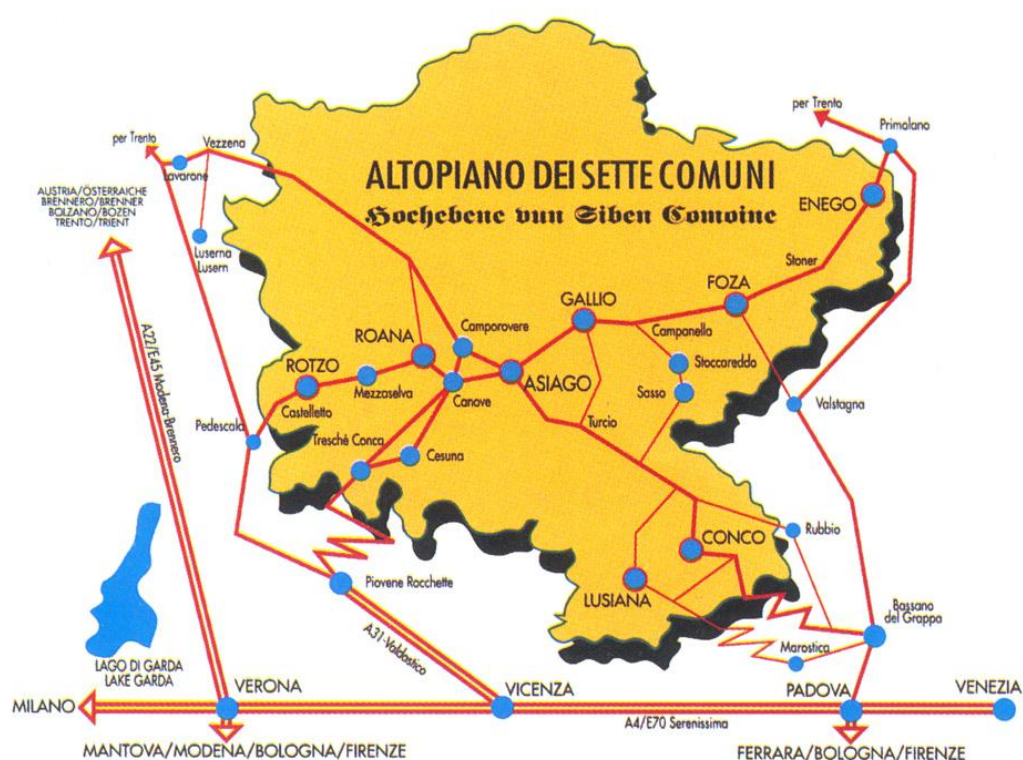 per Trento
Primolano
per Trento
Vezzena
Lavarone
ALTOPIANO DEI SETTE COMUNI
Hochebene vun Siben Comoine
AUSTRIA/ÖSTERRAICHE
BRENNERO/BRENNER
BOLZANO/BOZEN
TRENTO/TRIENT
ENEGO
Luserna
Lusern
Stoner
FOZA
GALLIO
Camporovere
Campanella
ROANA
Stoccareddo
ROTZO
ASIAGO
Mezzaselva
Canove
Sasso
Castelletto
Valstagna
A22/E45 Modena-Brennero
Pedescala
Turcio
Tresché Conca
Cesuna
Rubbio
CONCO
Piovene Rocchette
LUSIANA
Bassano
del Grappa
A31-Valdastico
Marostica
LAGO DI GARDA
LAKE GARDA
VERONA
VICENZA
PADOVA
VENEZIA
MILANO
A4/E70 Serenissima
MANTOVA/MODENA/BOLOGNA/FIRENZE
FERRARA/BOLOGNA/FIRENZE